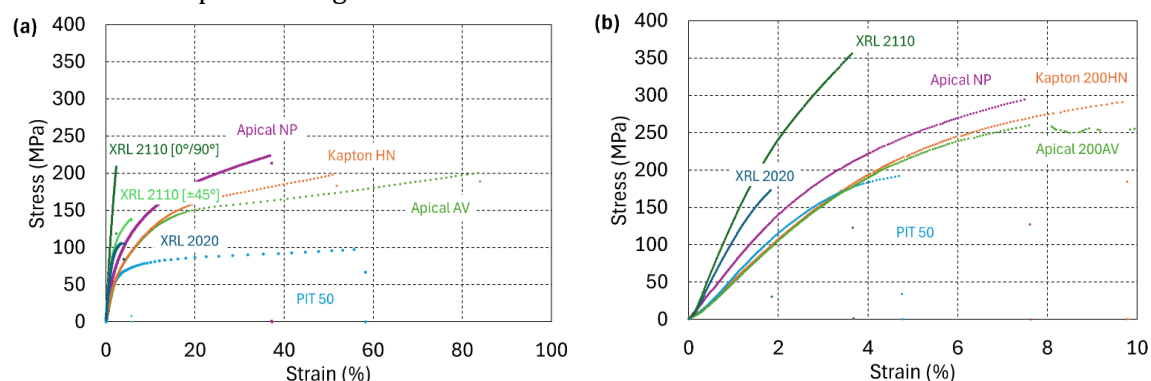 (a)
400
350
300
250
200
150
100
50
0
Stress (MPa)
0 20 40 60 80 100
Strain (%)
XRL 2110 [0°/90°]
XRL 2110 [±45°]
XRL 2020
Apical NP
Kapton HN
Apical AV
PIT 50
(b)
400
350
300
250
200
150
100
50
0
Stress (MPa)
0 2 4 6 8 10
Strain (%)
XRL 2110
XRL 2020
Apical NP
Kapton 200HN
Apical 200AV
PIT 50